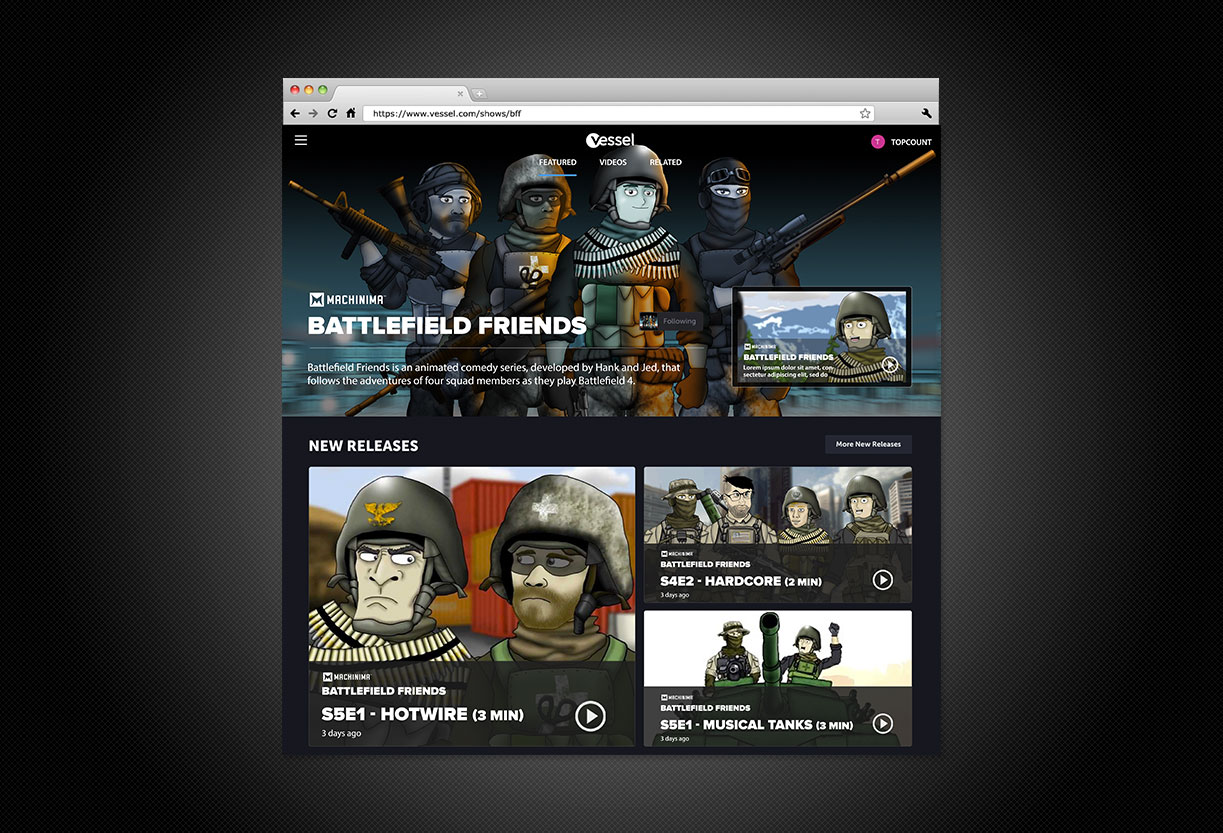 https://www.vessel.com/shows/bff
Vessel
T TOPCOUNT
FEATURED VIDEOS RELATED
MACHINIMA
BATTLEFIELD FRIENDS
Following
Battlefield Friends is an animated comedy series, developed by Hank and Jed, that
follows the adventures of four squad members as they play Battlefield 4.
MACHINIMA
BATTLEFIELD FRIENDS
Lorem ipsum dolor sit amet, con
sectetur adipiscing elit, sed do
NEW RELEASES
More New Releases
MACHINIMA
BATTLEFIELD FRIENDS
S5E1 - HOTWIRE (3 MIN)
3 days ago
MACHINIMA
BATTLEFIELD FRIENDS
S4E2 - HARDCORE (2 MIN)
3 days ago
MACHINIMA
BATTLEFIELD FRIENDS
S5E1 - MUSICAL TANKS (3 MIN)
3 days ago